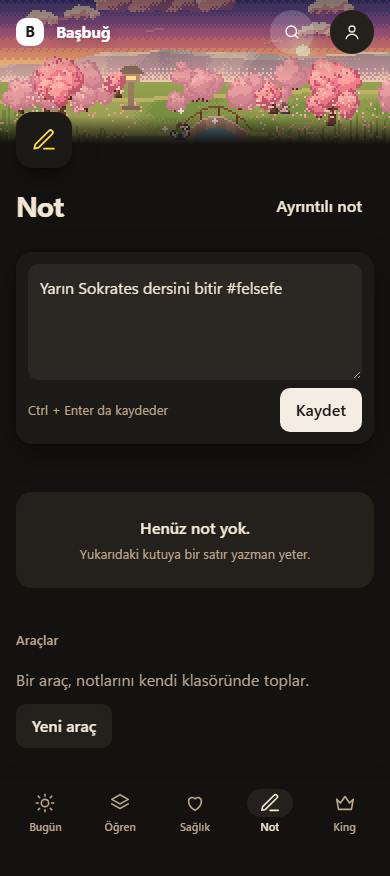 B
Başbuğ
Not
Ayrıntılı not
Yarın Sokrates dersini bitir #felsefe
Ctrl + Enter da kaydeder
Kaydet
Henüz not yok.
Yukarıdaki kutuya bir satır yazman yeter.
Araçlar
Bir araç, notlarını kendi klasöründe toplar.
Yeni araç
Bugün
Öğren
Sağlık
Not
King